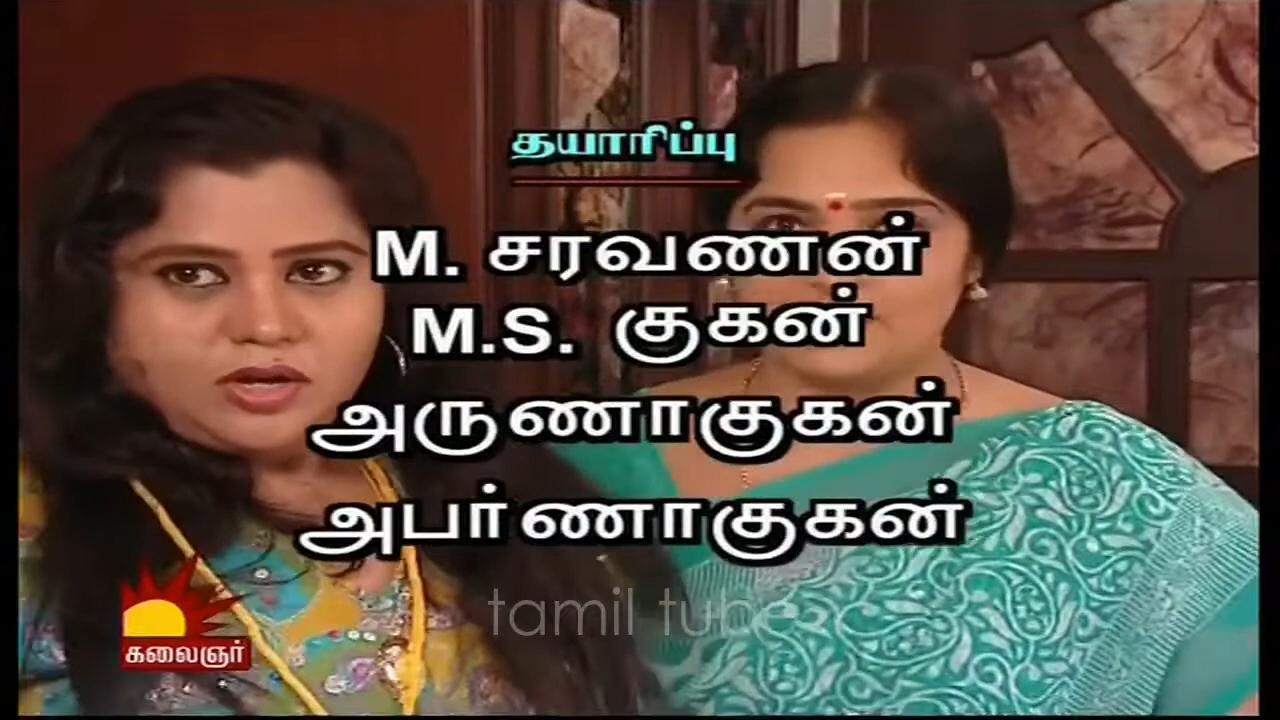 தயாரிப்பு
M. சரவணன்
M.S. குகன்
அருணாகுகன்
அபர்ணாகுகன்
tamil tube
கலைஞர்